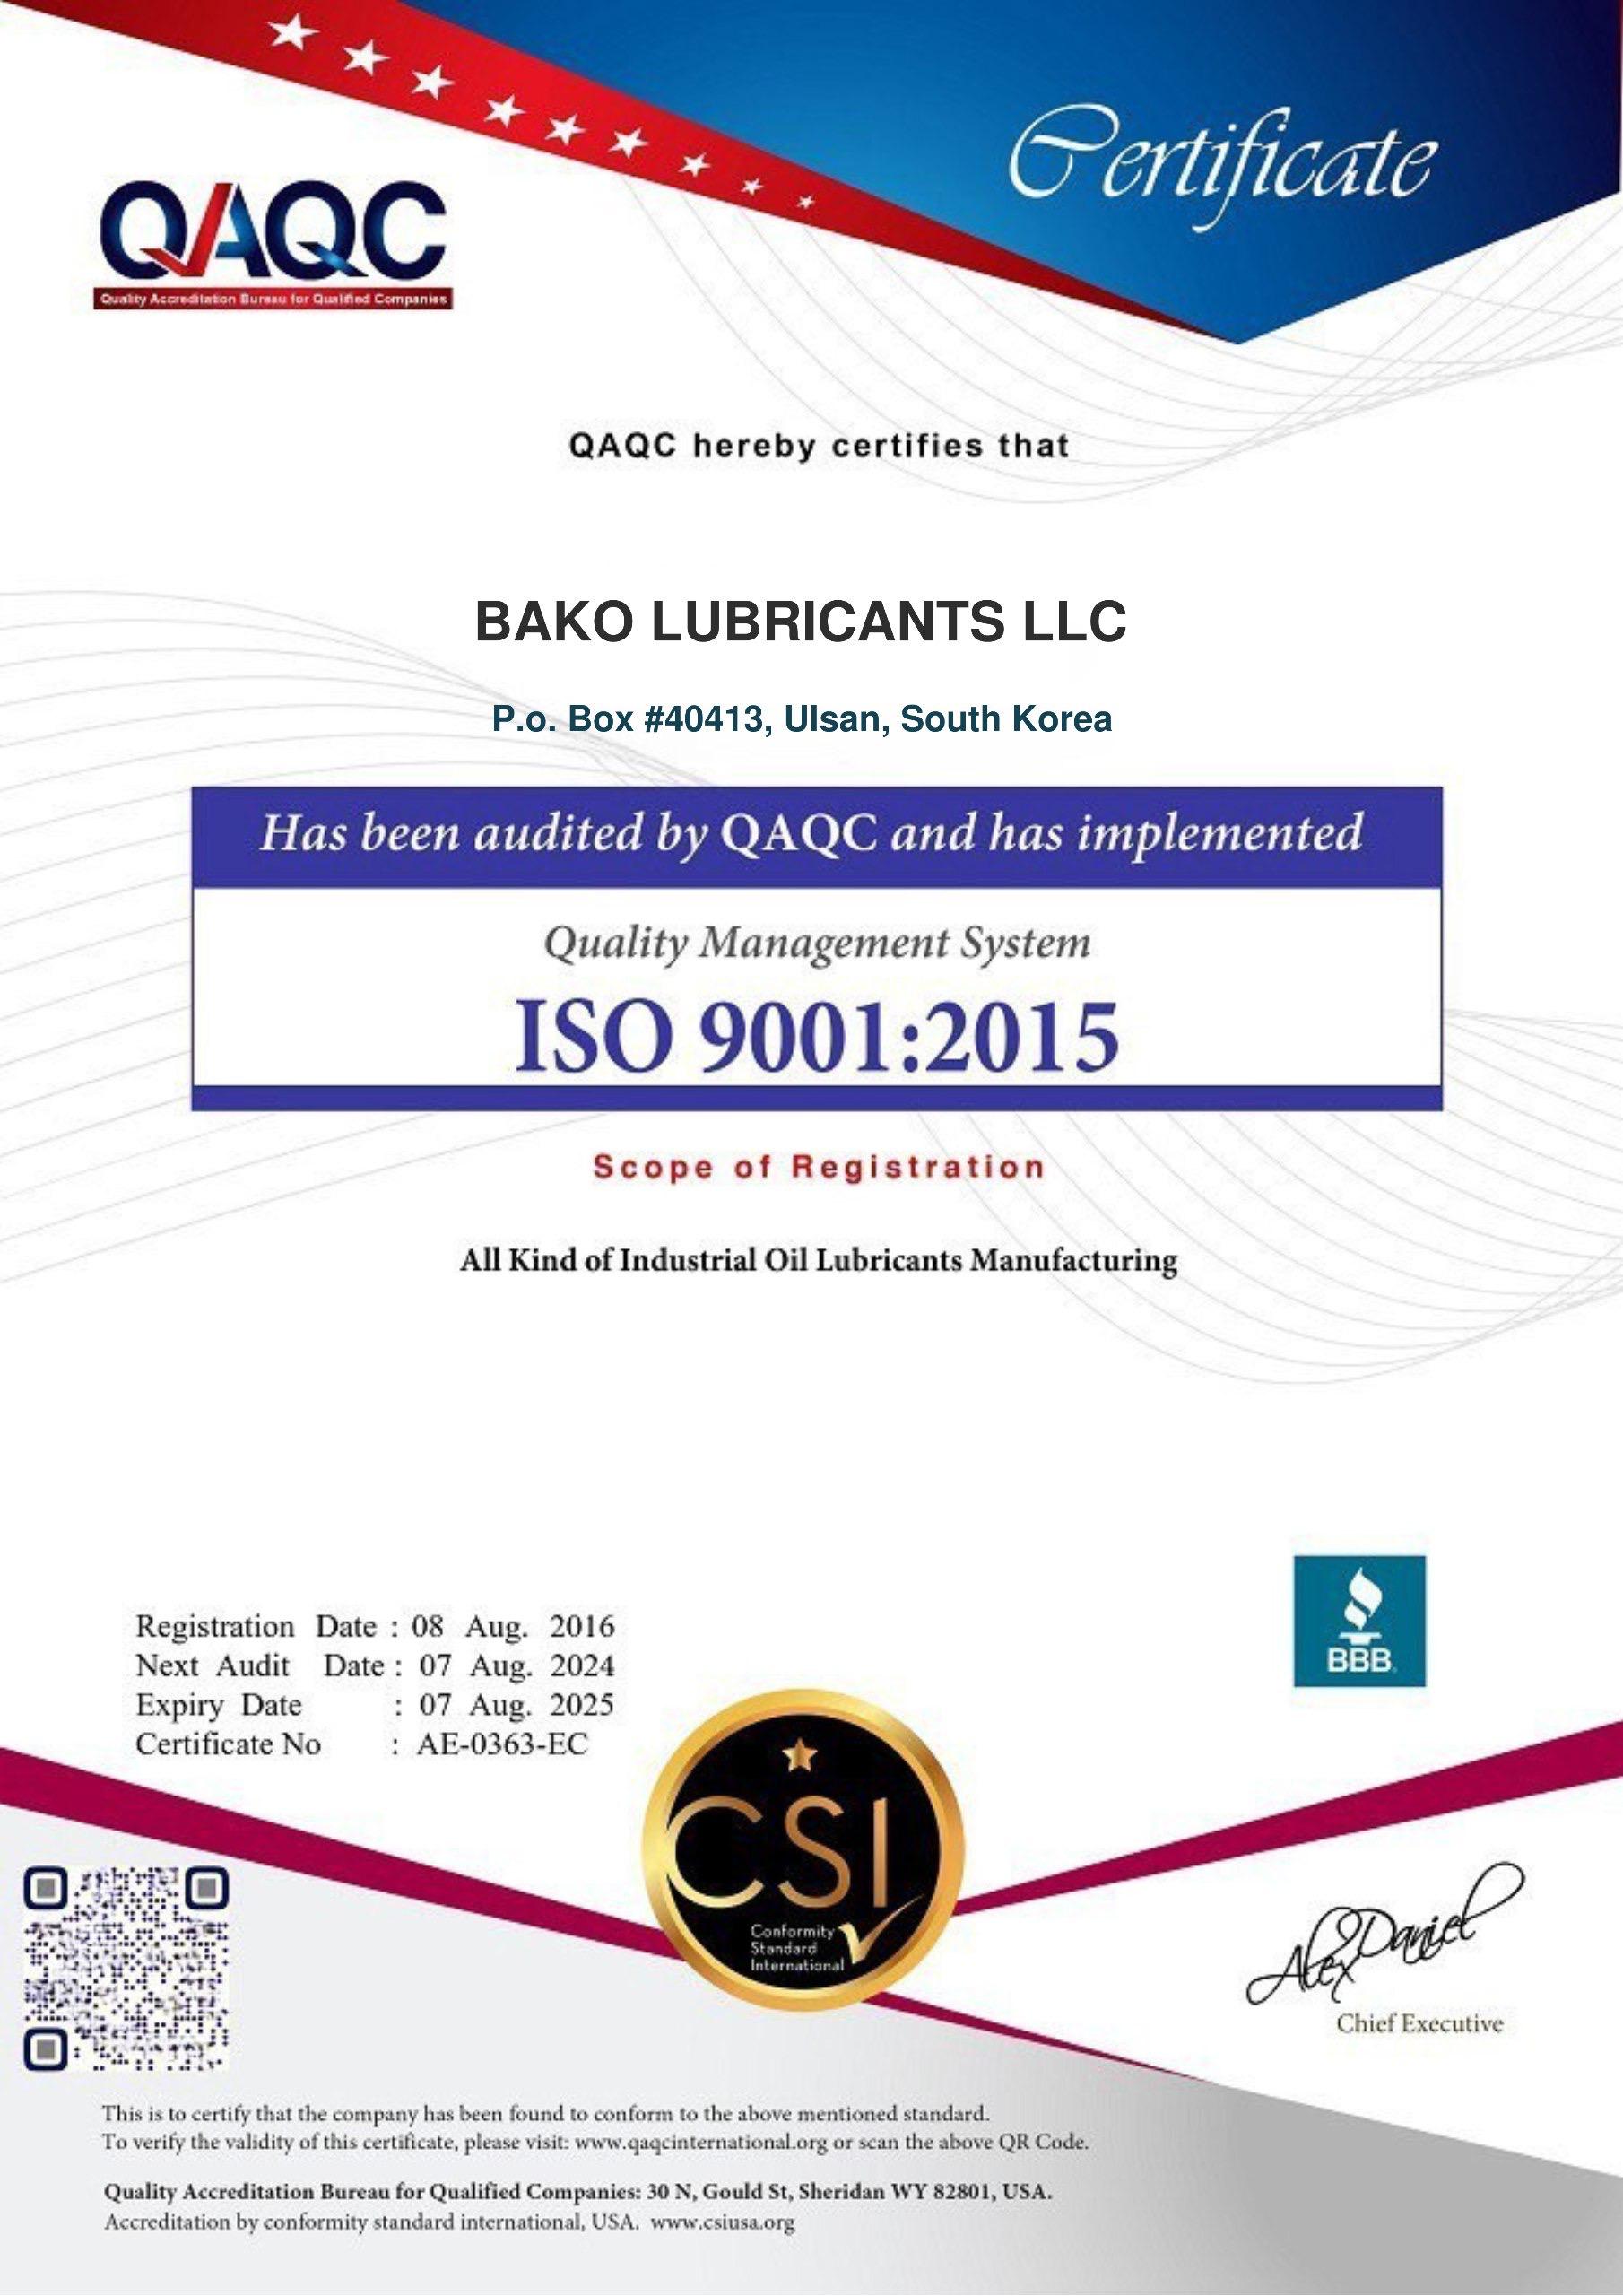 Certificate
QAQC
Quality Accreditation Bureau for Qualified Companies
QAQC hereby certifies that
BAKO LUBRICANTS LLC
P.o. Box #40413, Ulsan, South Korea
Has been audited by QAQC and has implemented
Quality Management System
ISO 9001:2015
Scope of Registration
All Kind of Industrial Oil Lubricants Manufacturing
BBB
Registration Date : 08 Aug. 2016
Next Audit Date : 07 Aug. 2024
Expiry Date : 07 Aug. 2025
Certificate No : AE-0363-EC
CSI
Conformity
Standard
International
Alex Daniel
Chief Executive
This is to certify that the company has been found to conform to the above mentioned standard.
To verify the validity of this certificate, please visit: www.qaqcinternational.org or scan the above QR Code.
Quality Accreditation Bureau for Qualified Companies: 30 N, Gould St, Sheridan WY 82801, USA.
Accreditation by conformity standard international, USA. www.csiusa.org